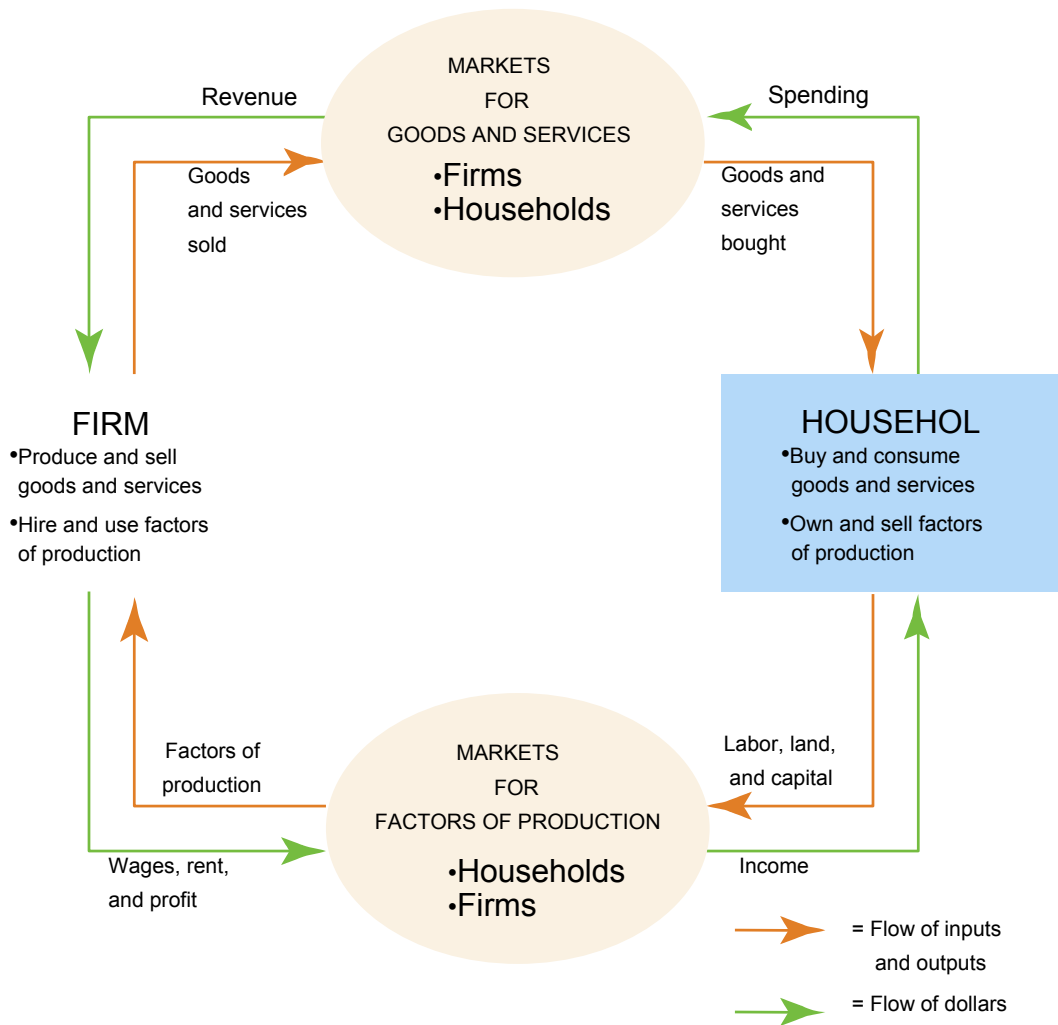 MARKETS
FOR
GOODS AND SERVICES
•Firms
•Households
Revenue
Spending
Goods
and services
sold
Goods and
services
bought
FIRM
•Produce and sell
goods and services
•Hire and use factors
of production
HOUSEHOL
•Buy and consume
goods and services
•Own and sell factors
of production
Factors of
production
MARKETS
FOR
FACTORS OF PRODUCTION
•Households
•Firms
Labor, land,
and capital
Wages, rent,
and profit
Income
= Flow of inputs
and outputs
= Flow of dollars